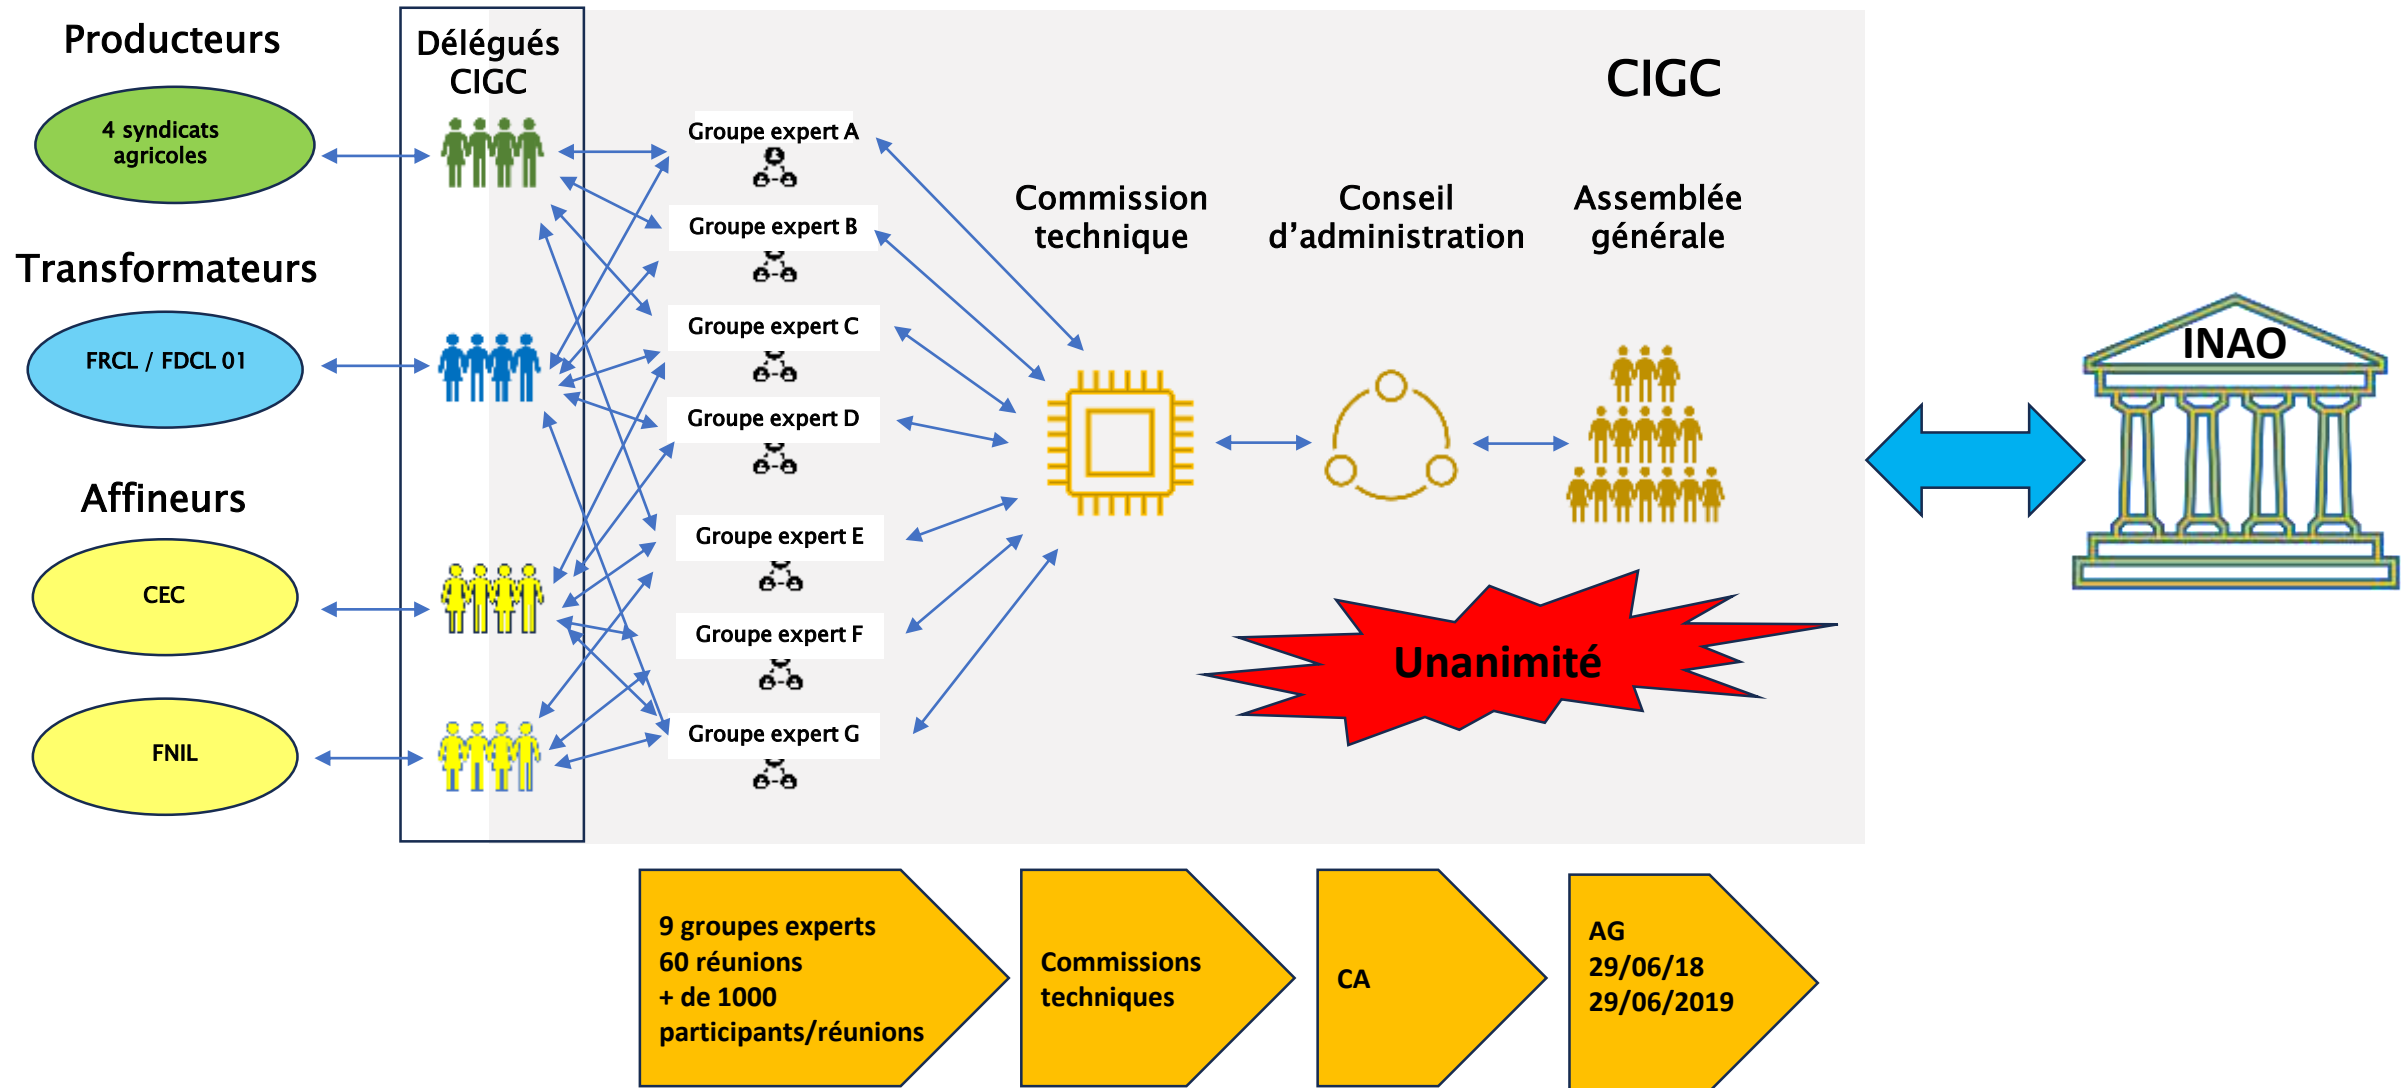 Producteurs
4 syndicats
agricoles
Transformateurs
FRCL / FDCL 01
Affineurs
CEC
FNIL
Délégués
CIGC
Groupe expert A
Groupe expert B
Groupe expert C
Groupe expert D
Groupe expert E
Groupe expert F
Groupe expert G
CIGC
Commission
technique
Conseil
d’administration
Assemblée
générale
Unanimité
INAO
9 groupes experts
60 réunions
+ de 1000
participants/réunions
Commissions
techniques
CA
AG
29/06/18
29/06/2019